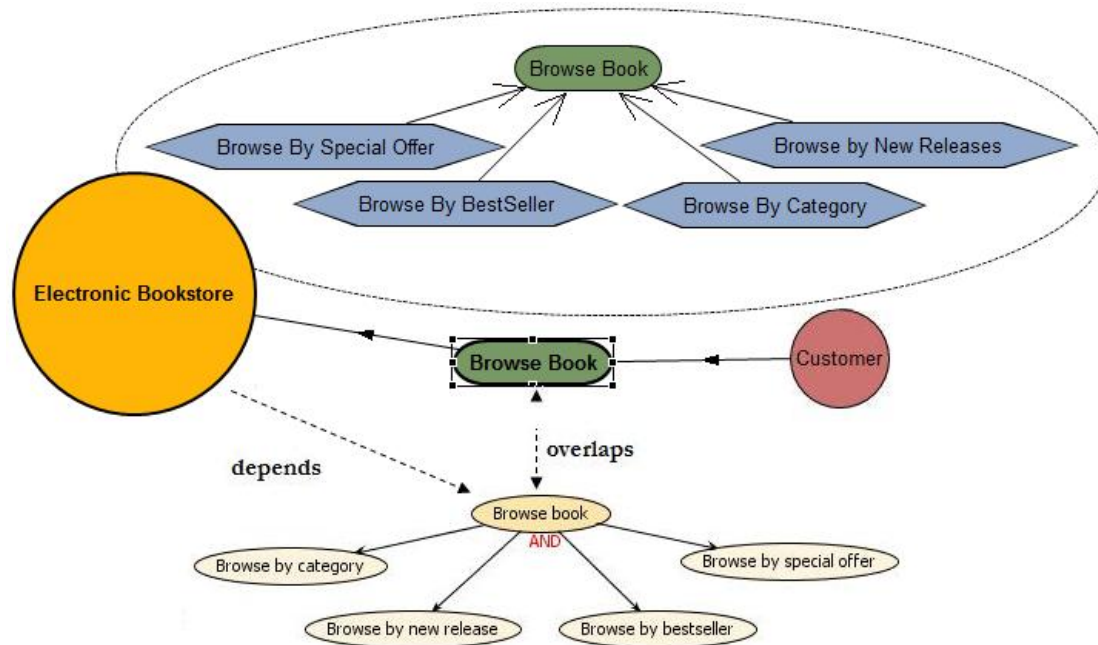 Browse Book
Browse By Special Offer
Browse by New Releases
Browse By BestSeller
Browse By Category
Electronic Bookstore
Browse Book
Customer
depends
overlaps
Browse book
AND
Browse by category
Browse by special offer
Browse by new release
Browse by bestseller